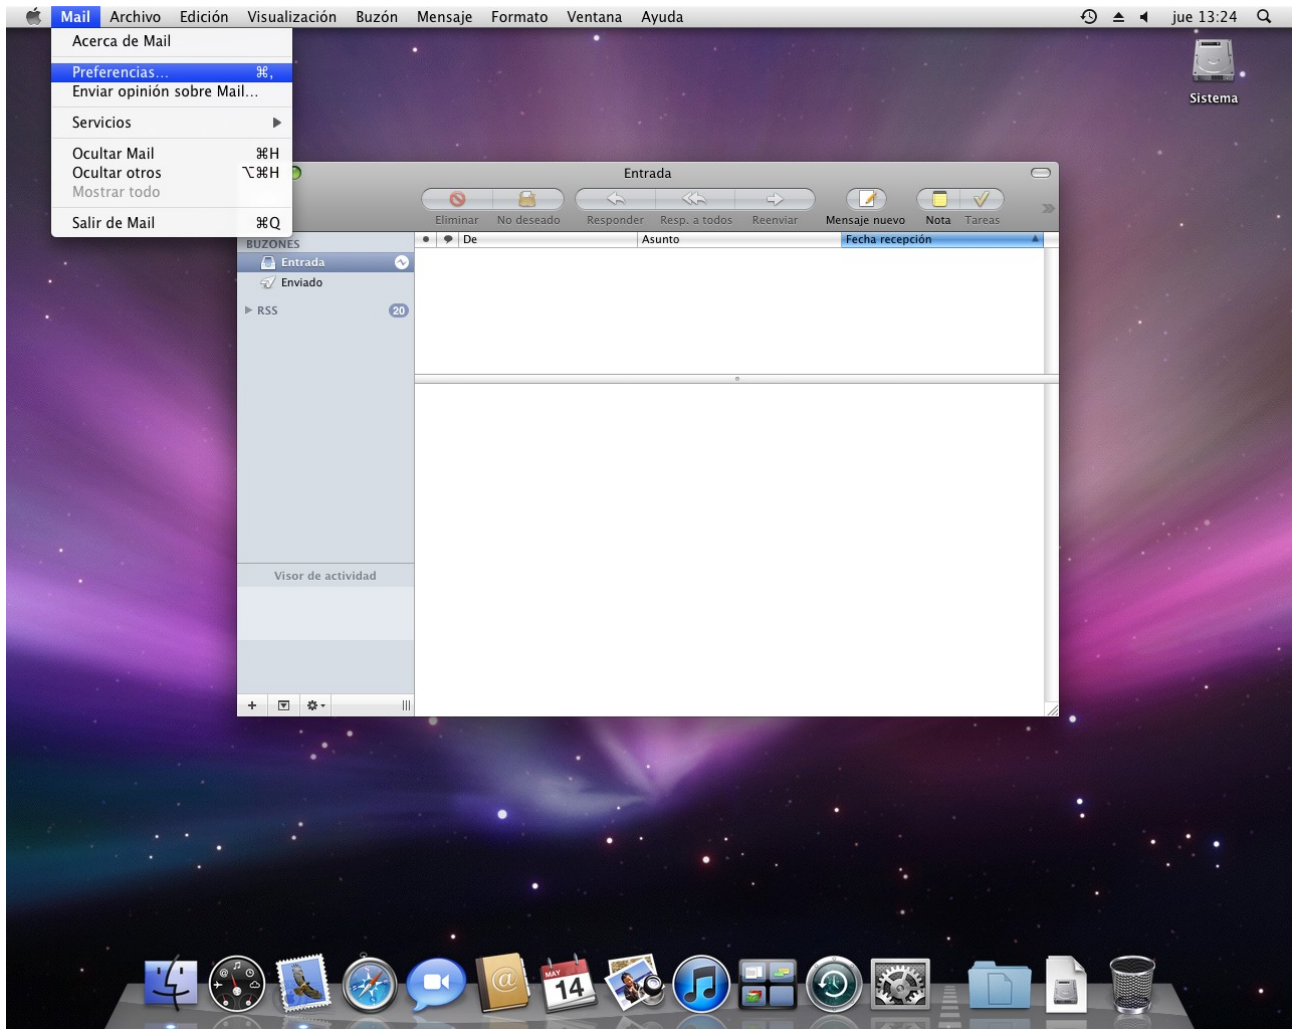 Mail Archivo Edición Visualización Buzón Mensaje Formato Ventana Ayuda jue 13:24
Acerca de Mail
Preferencias... ⌘,
Enviar opinión sobre Mail...
Servicios
Ocultar Mail ⌘H
Ocultar otros ⌥⌘H
Mostrar todo
Salir de Mail ⌘Q
Sistema
Entrada
Eliminar No deseado Responder Resp. a todos Reenviar Mensaje nuevo Nota Tareas
BUZONES
De Asunto Fecha recepción
Entrada
Enviado
RSS 20
Visor de actividad
MAY
14